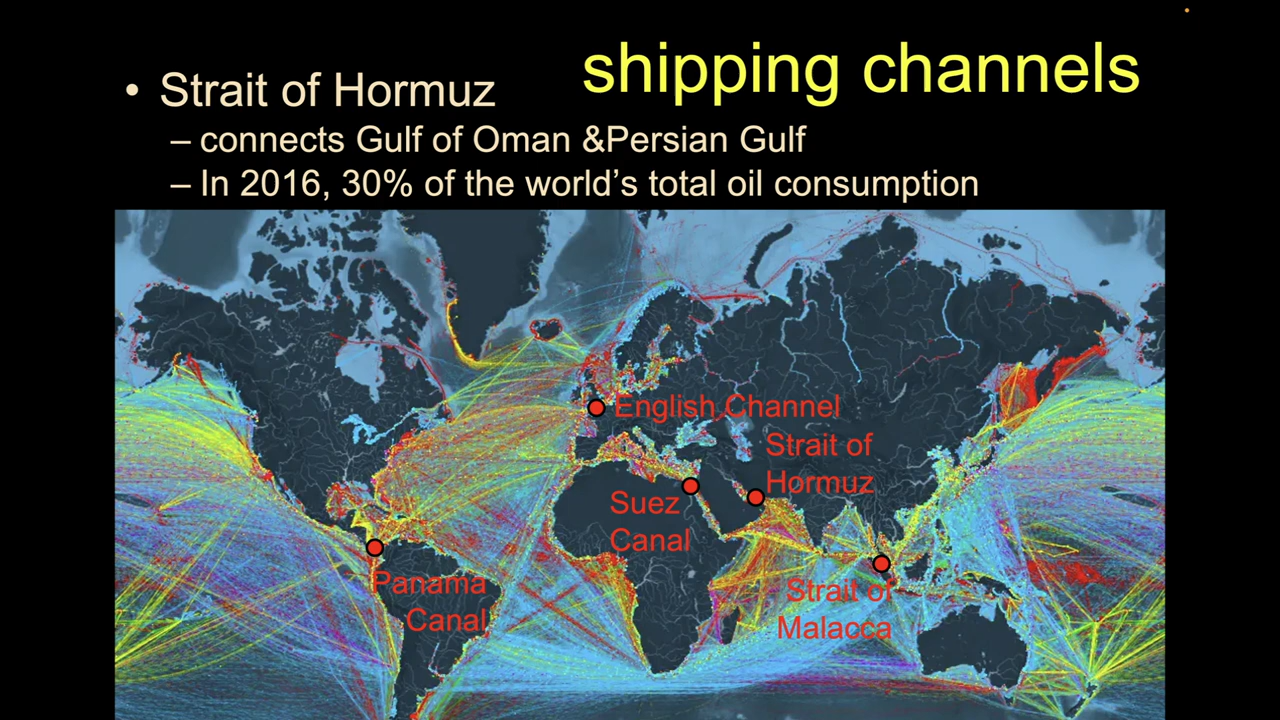 shipping channels
• Strait of Hormuz
– connects Gulf of Oman &Persian Gulf
– In 2016, 30% of the world's total oil consumption
English Channel
Strait of
Hormuz
Suez
Canal
Panama
Canal
Strait of
Malacca